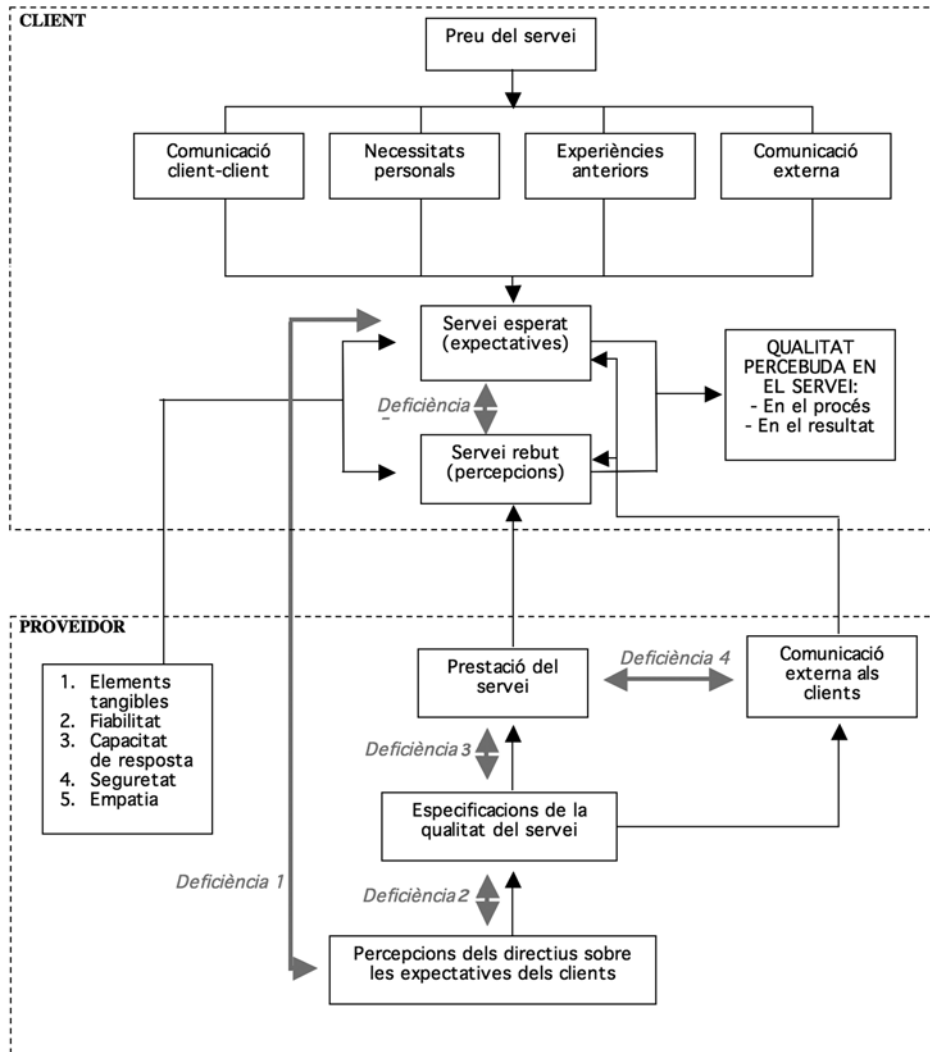 CLIENT
Preu del servei
Comunicació
client-client
Necessitats
personals
Experiències
anteriors
Comunicació
externa
Servei esperat
(expectatives)
Deficiència
–
Servei rebut
(percepcions)
QUALITAT
PERCEBUDA EN
EL SERVEI:
- En el procés
- En el resultat
PROVEIDOR
1. Elements
tangibles
2. Fiabilitat
3. Capacitat
de resposta
4. Seguretat
5. Empatia
Prestació del
servei
Deficiència 4
Comunicació
externa als
clients
Deficiència 3
Especificacions de la
qualitat del servei
Deficiència 1
Deficiència 2
Percepcions dels directius sobre
les expectatives dels clients